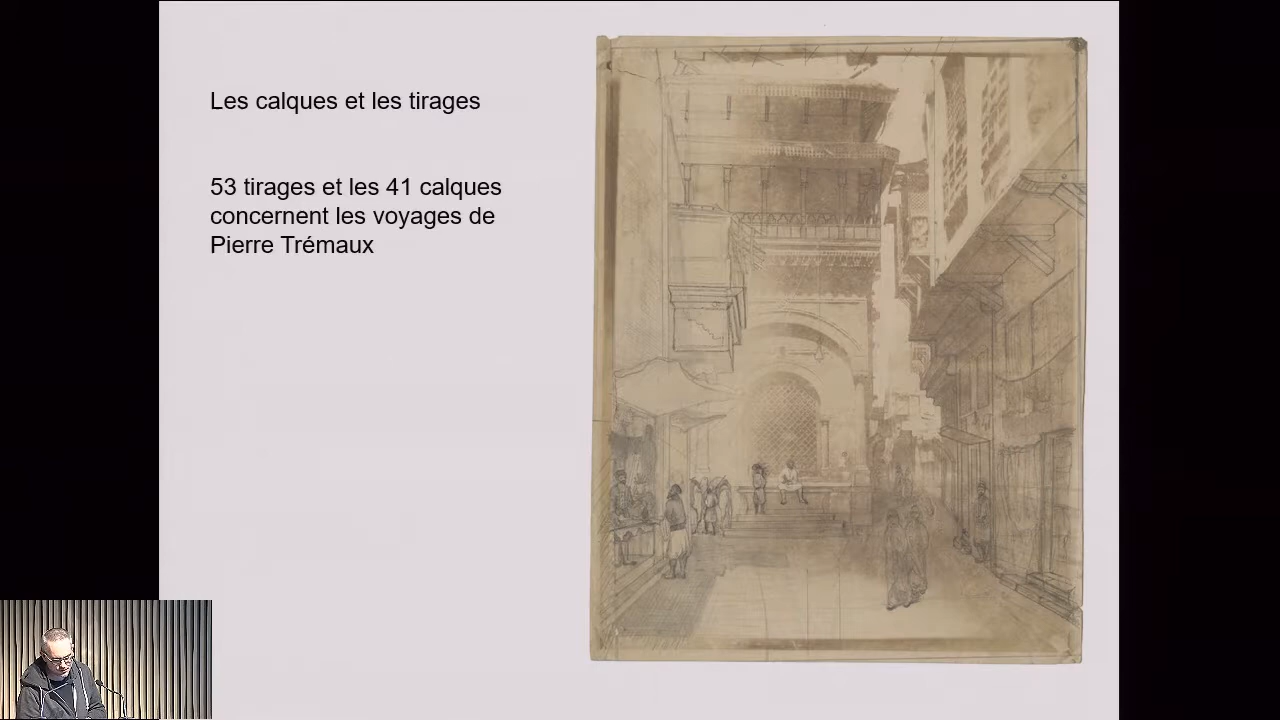 Les calques et les tirages
53 tirages et les 41 calques
concernent les voyages de
Pierre Trémaux